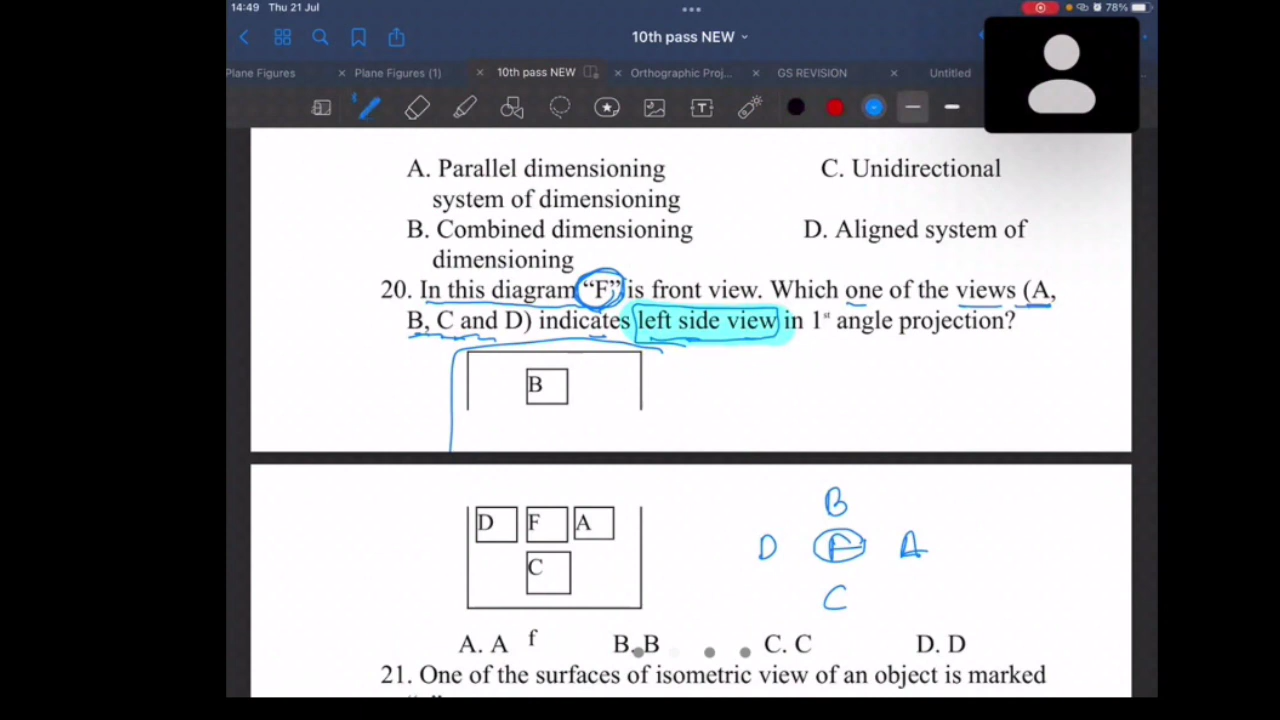 14:49 Thu 21 Jul
78%
10th pass NEW
Plane Figures
Plane Figures (1)
10th pass NEW
Orthographic Proj...
GS REVISION
Untitled
T
A. Parallel dimensioning C. Unidirectional
system of dimensioning
B. Combined dimensioning D. Aligned system of
dimensioning
20. In this diagram “F” is front view. Which one of the views (A,
B, C and D) indicates left side view in 1st angle projection?
B
D F A
C
B
D F A
C
A. A f B. B C. C D. D
21. One of the surfaces of isometric view of an object is marked